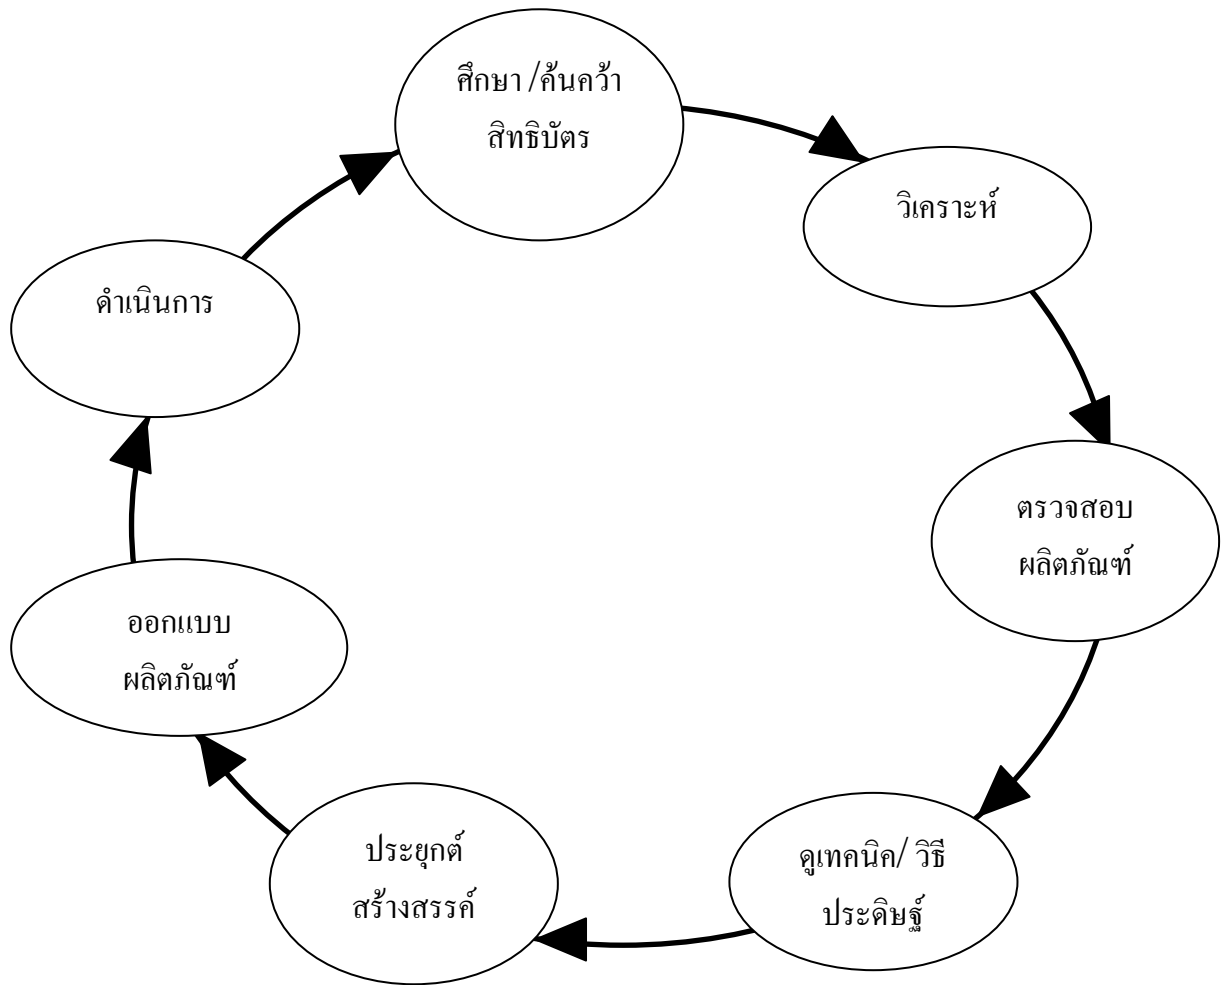 ศึกษา /ค้นคว้า
สิทธิบัตร
วิเคราะห์
ตรวจสอบ
ผลิตภัณฑ์
ดูเทคนิค/ วิธี
ประดิษฐ์
ประยุกต์
สร้างสรรค์
ออกแบบ
ผลิตภัณฑ์
ดำเนินการ